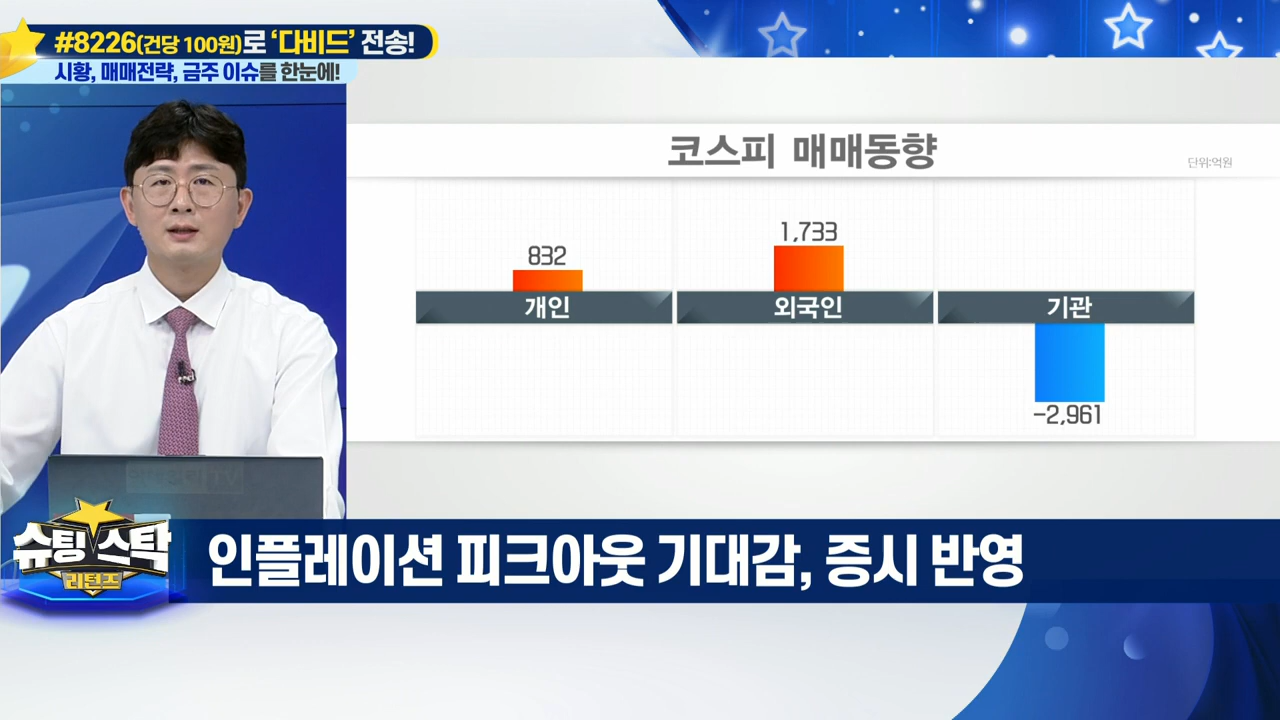 #8226(건당 100원)로 '다비드' 전송!
시황, 매매전략, 금주 이슈를 한눈에!
코스피 매매동향
단위:억원
832
1,733
개인
외국인
기관
-2,961
슈팅스탁
리턴즈
인플레이션 피크아웃 기대감, 증시 반영